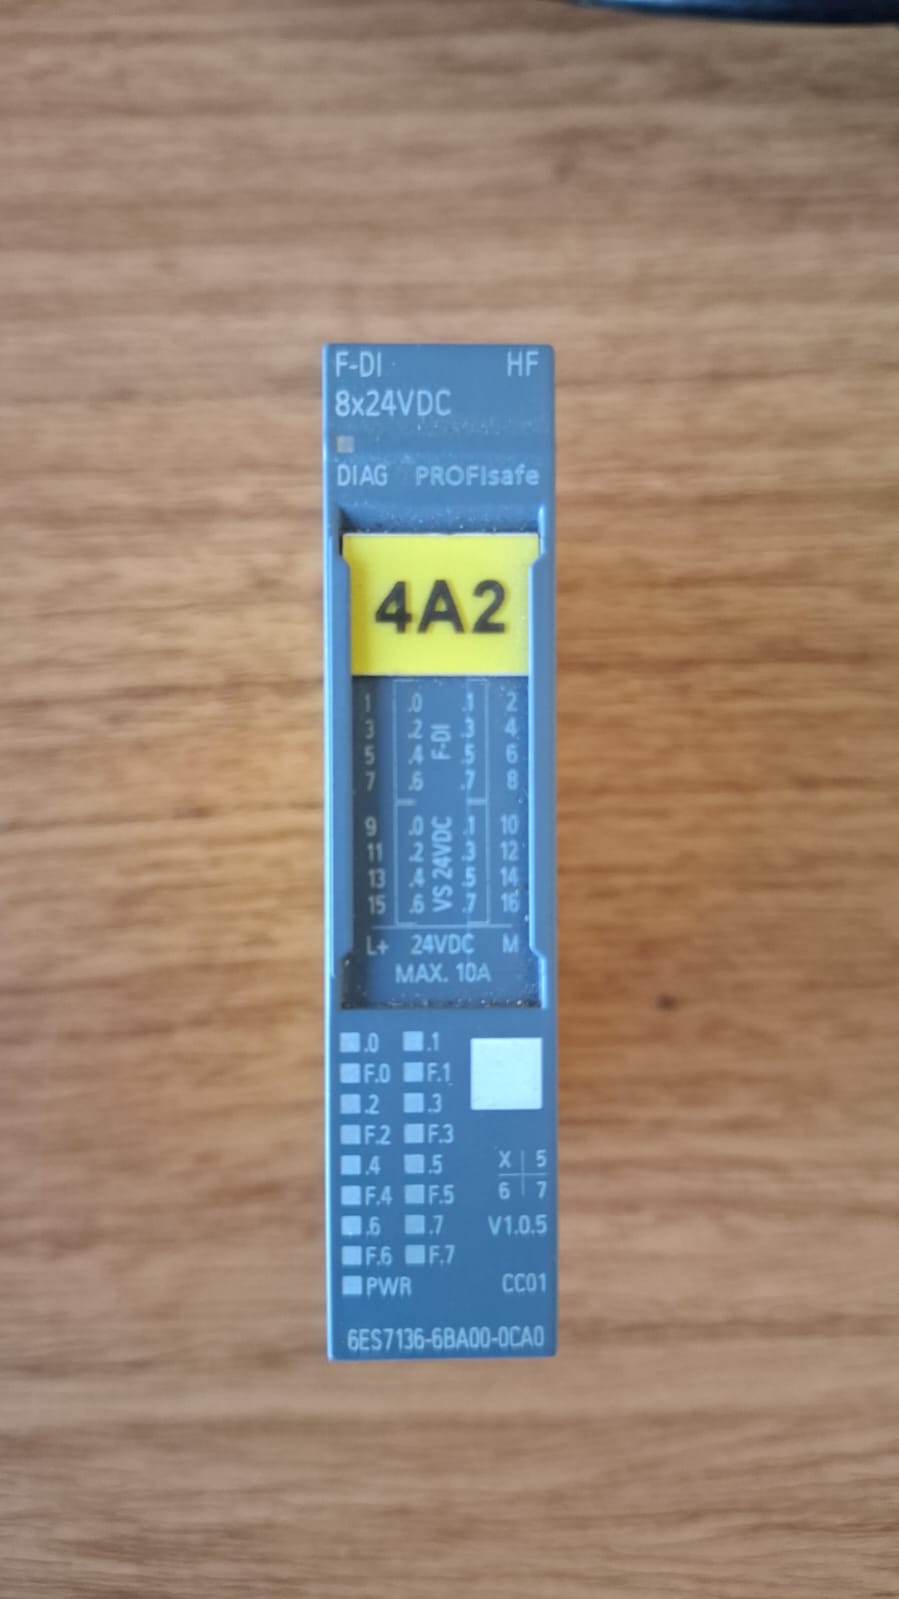 F-DI HF
8x24VDC
DIAG PROFIsafe
4A2
1 .0 .1 2
3 .2 .3 4
5 .4 .5 6
7 .6 .7 8
F-DI
9 .0 .1 10
11 .2 .3 12
13 .4 .5 14
15 .6 .7 16
VS 24VDC
L+ 24VDC M
MAX. 10A
.0 .1
F.0 F.1
.2 .3
F.2 F.3
.4 .5 X 5
F.4 F.5 6 7
.6 .7 V1.0.5
F.6 F.7
PWR CC01
6ES7136-6BA00-0CA0